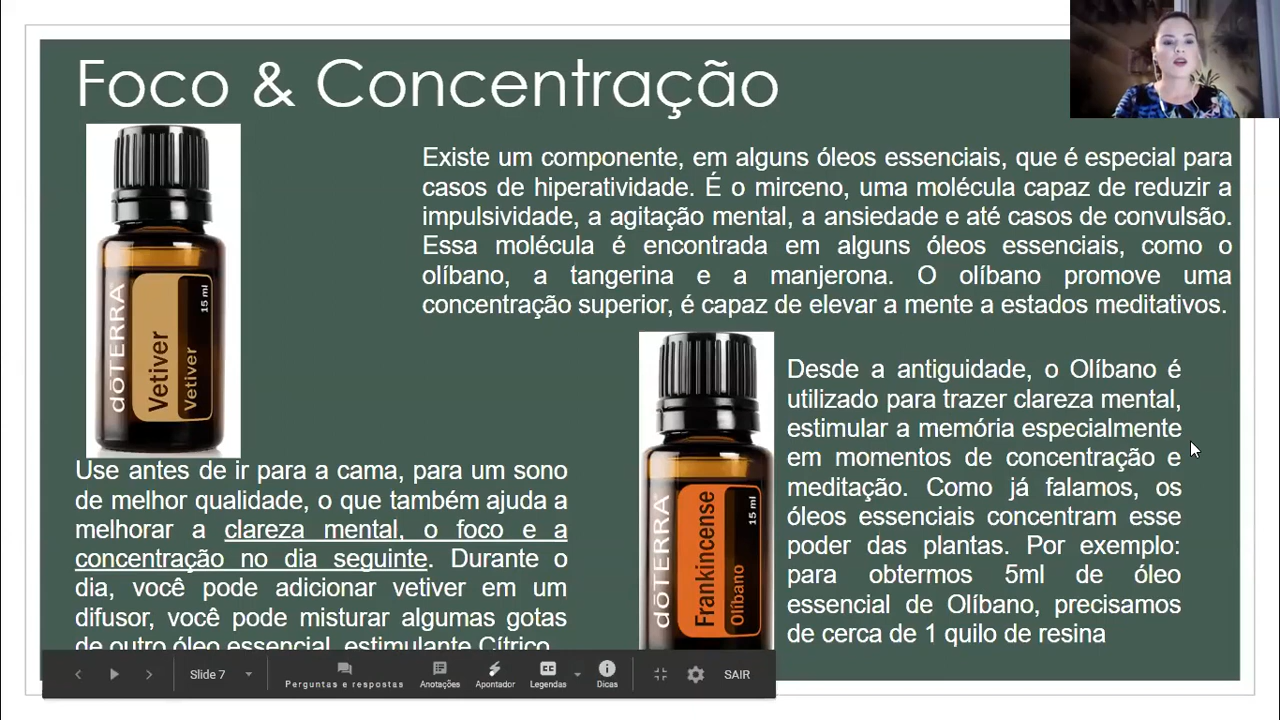 Foco & Concentração
Existe um componente, em alguns óleos essenciais, que é especial para
casos de hiperatividade. É o mirceno, uma molécula capaz de reduzir a
impulsividade, a agitação mental, a ansiedade e até casos de convulsão.
Essa molécula é encontrada em alguns óleos essenciais, como o
olíbano, a tangerina e a manjerona. O olíbano promove uma
concentração superior, é capaz de elevar a mente a estados meditativos.
dōTERRA
Vetiver
Vetiver
15 ml
Use antes de ir para a cama, para um sono
de melhor qualidade, o que também ajuda a
melhorar a clareza mental, o foco e a
concentração no dia seguinte. Durante o
dia, você pode adicionar vetiver em um
difusor, você pode misturar algumas gotas
de outro óleo essencial, estimulante Cítrico
dōTERRA
Frankincense
Olíbano
15 ml
Desde a antiguidade, o Olíbano é
utilizado para trazer clareza mental,
estimular a memória especialmente
em momentos de concentração e
meditação. Como já falamos, os
óleos essenciais concentram esse
poder das plantas. Por exemplo:
para obtermos 5ml de óleo
essencial de Olíbano, precisamos
de cerca de 1 quilo de resina
Slide 7
Perguntas e respostas
Anotações
Apontador
CC
Legendas
Dicas
SAIR